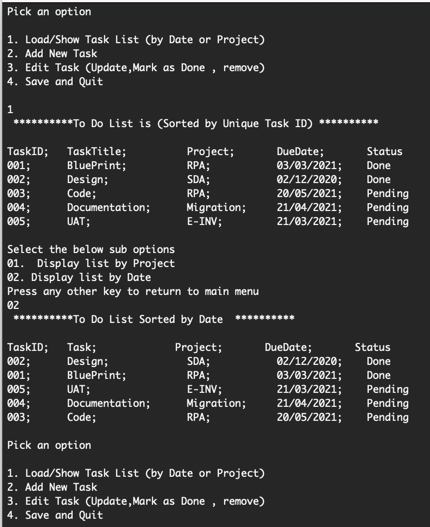 Pick an option
1. Load/Show Task List (by Date or Project)
2. Add New Task
3. Edit Task (Update,Mark as Done , remove)
4. Save and Quit
1
**********To Do List is (Sorted by Unique Task ID) **********
TaskID; TaskTitle; Project; DueDate; Status
001; BluePrint; RPA; 03/03/2021; Done
002; Design; SDA; 02/12/2020; Done
003; Code; RPA; 20/05/2021; Pending
004; Documentation; Migration; 21/04/2021; Pending
005; UAT; E-INV; 21/03/2021; Pending
Select the below sub options
01. Display list by Project
02. Display list by Date
Press any other key to return to main menu
02
**********To Do List Sorted by Date **********
TaskID; Task; Project; DueDate; Status
002; Design; SDA; 02/12/2020; Done
001; BluePrint; RPA; 03/03/2021; Done
005; UAT; E-INV; 21/03/2021; Pending
004; Documentation; Migration; 21/04/2021; Pending
003; Code; RPA; 20/05/2021; Pending
Pick an option
1. Load/Show Task List (by Date or Project)
2. Add New Task
3. Edit Task (Update,Mark as Done , remove)
4. Save and Quit